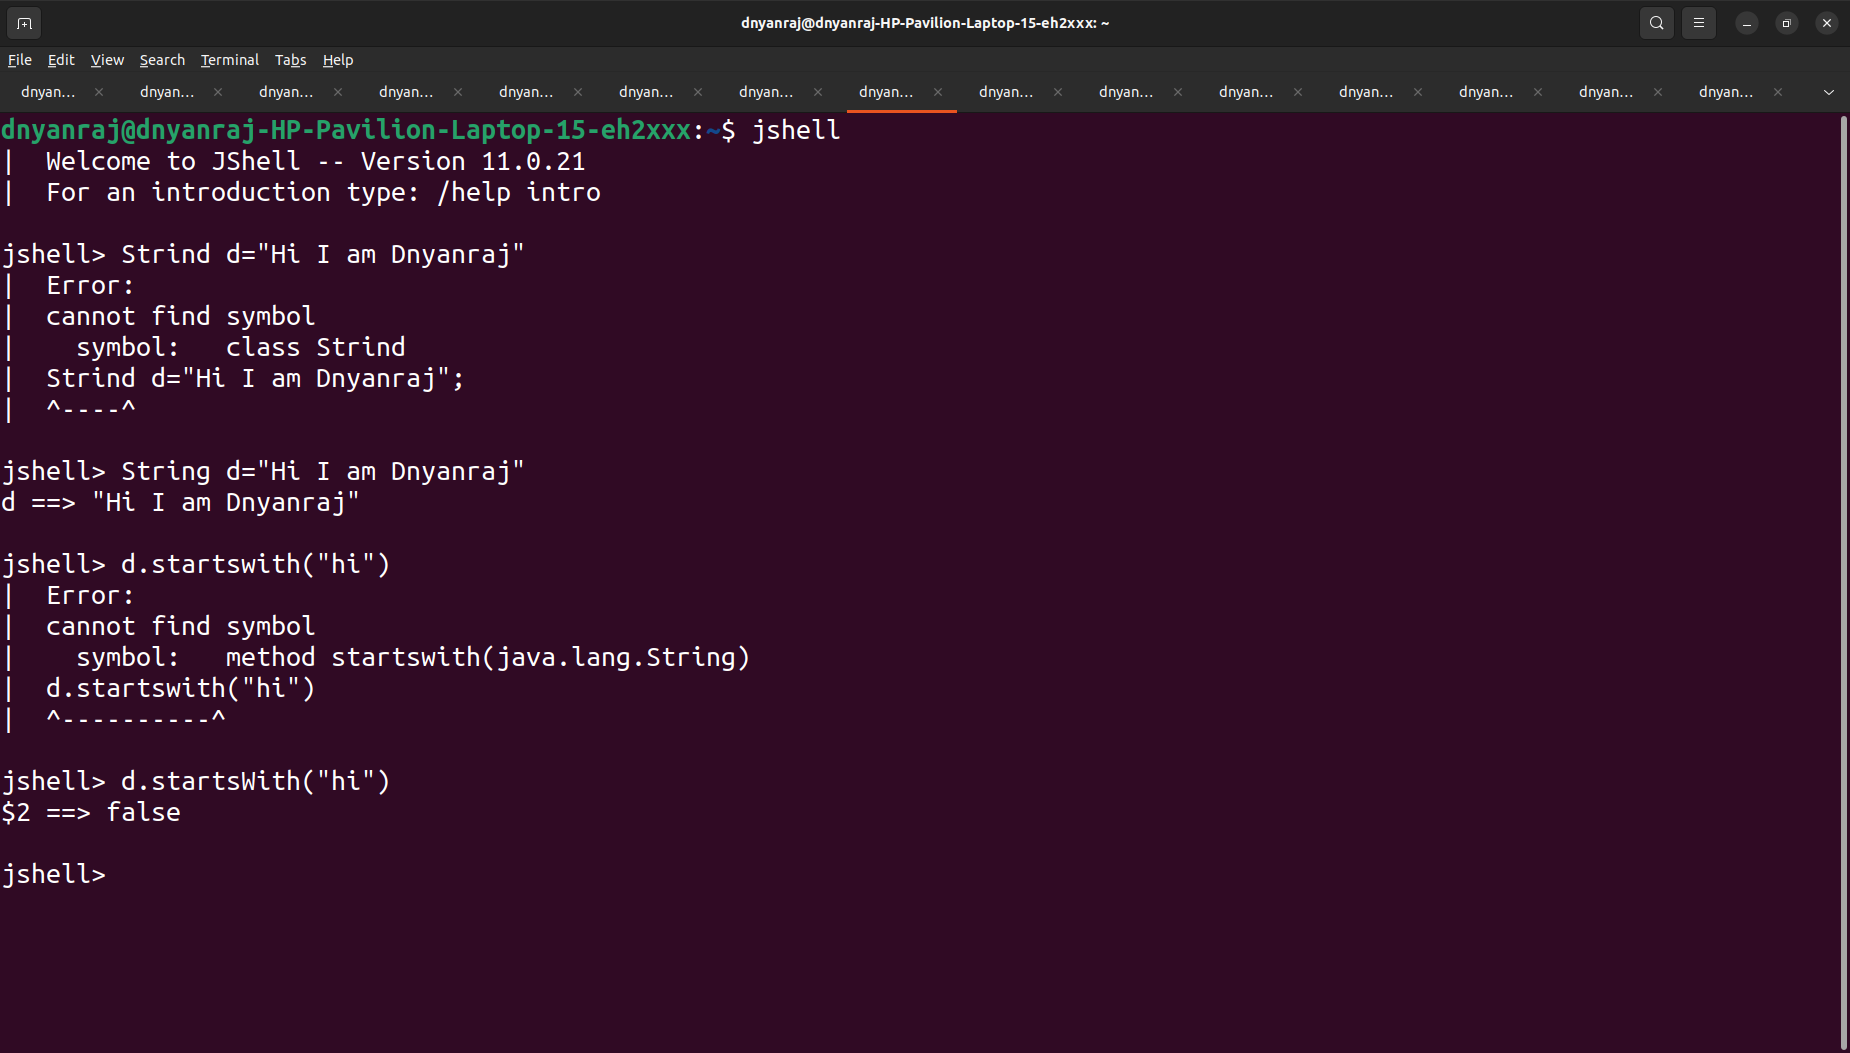 dnyanraj@dnyanraj-HP-Pavilion-Laptop-15-eh2xxx: ~
File Edit View Search Terminal Tabs Help
dnyan... × dnyan... × dnyan... × dnyan... × dnyan... × dnyan... × dnyan... × dnyan... × dnyan... × dnyan... × dnyan... × dnyan... × dnyan... × dnyan... × dnyan... ×
dnyanraj@dnyanraj-HP-Pavilion-Laptop-15-eh2xxx:~$ jshell
|  Welcome to JShell -- Version 11.0.21
|  For an introduction type: /help intro
jshell> Strind d="Hi I am Dnyanraj"
|  Error:
|  cannot find symbol
|    symbol:   class Strind
|  Strind d="Hi I am Dnyanraj";
|  ^----^
jshell> String d="Hi I am Dnyanraj"
d ==> "Hi I am Dnyanraj"
jshell> d.startswith("hi")
|  Error:
|  cannot find symbol
|    symbol:   method startswith(java.lang.String)
|  d.startswith("hi")
|  ^----------^
jshell> d.startsWith("hi")
$2 ==> false
jshell>